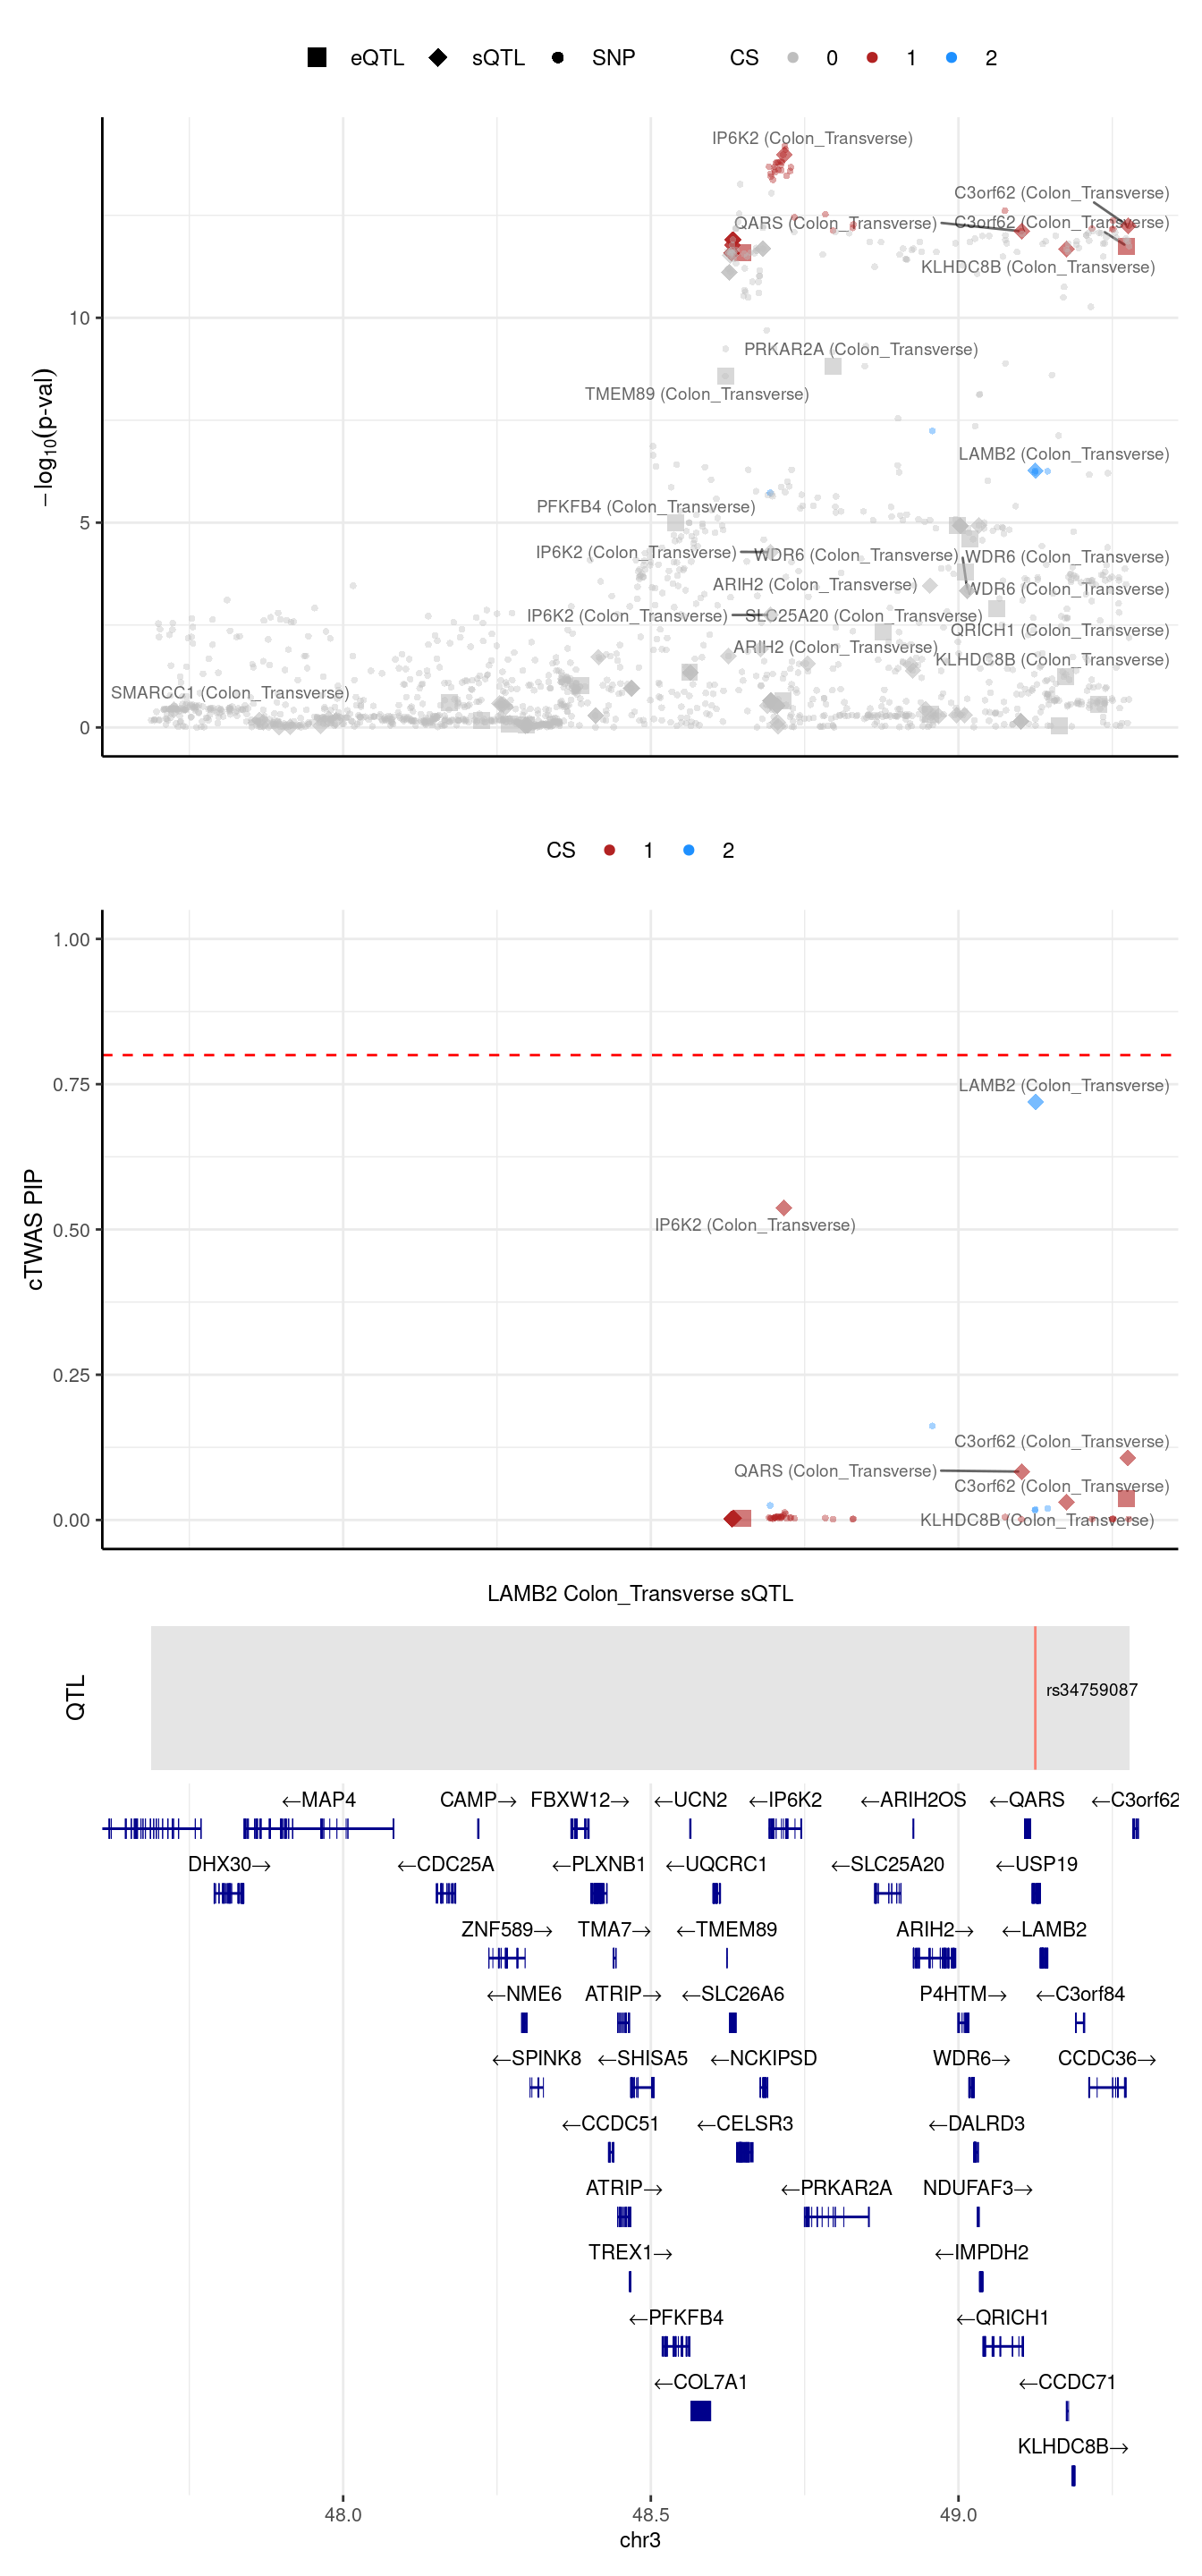 eQTL sQTL SNP CS 0 1 2
IP6K2 (Colon_Transverse)
C3orf62 (Colon_Transverse)
QARS (Colon_Transverse)
C3orf62 (Colon_Transverse)
KLHDC8B (Colon_Transverse)
10
PRKAR2A (Colon_Transverse)
TMEM89 (Colon_Transverse)
−log10(p-val)
LAMB2 (Colon_Transverse)
PFKFB4 (Colon_Transverse)
5
IP6K2 (Colon_Transverse)
WDR6 (Colon_Transverse)
WDR6 (Colon_Transverse)
ARIH2 (Colon_Transverse)
WDR6 (Colon_Transverse)
IP6K2 (Colon_Transverse)
SLC25A20 (Colon_Transverse)
QRICH1 (Colon_Transverse)
ARIH2 (Colon_Transverse)
KLHDC8B (Colon_Transverse)
SMARCC1 (Colon_Transverse)
0
CS 1 2
1.00
0.75
LAMB2 (Colon_Transverse)
cTWAS PIP
0.50
IP6K2 (Colon_Transverse)
0.25
C3orf62 (Colon_Transverse)
QARS (Colon_Transverse)
C3orf62 (Colon_Transverse)
0.00
KLHDC8B (Colon_Transverse)
LAMB2 Colon_Transverse sQTL
QTL
rs34759087
←MAP4 CAMP→ FBXW12→ ←UCN2 ←IP6K2 ←ARIH2OS ←QARS ←C3orf62
DHX30→ ←CDC25A ←PLXNB1 ←UQCRC1 ←SLC25A20 ←USP19
ZNF589→ TMA7→ ←TMEM89 ARIH2→ ←LAMB2
←NME6 ATRIP→ ←SLC26A6 P4HTM→ ←C3orf84
←SPINK8 ←SHISA5 ←NCKIPSD WDR6→ CCDC36→
←CCDC51 ←CELSR3 ←DALRD3
ATRIP→ ←PRKAR2A NDUFAF3→
TREX1→ ←IMPDH2
←PFKFB4 ←QRICH1
←COL7A1 ←CCDC71
KLHDC8B→
48.0 48.5 49.0
chr3